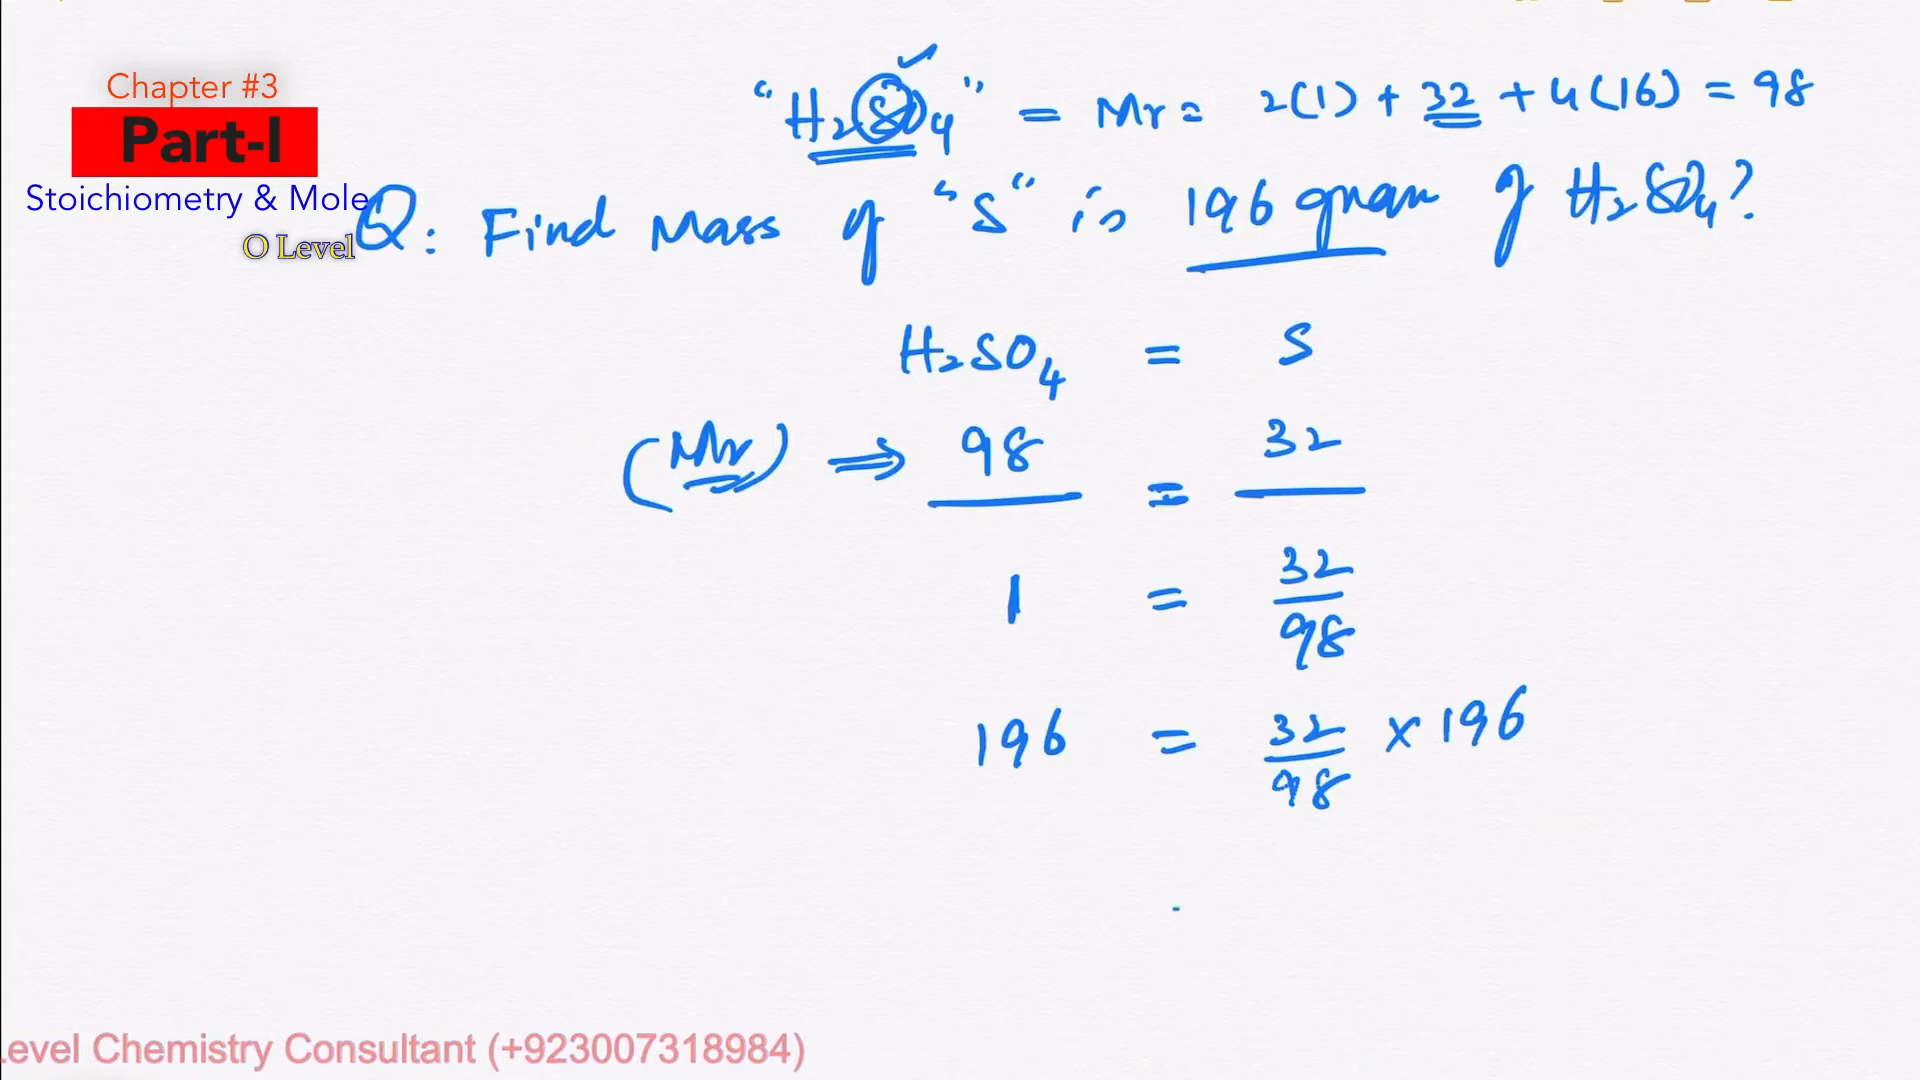 Chapter #3
Part-I
Stoichiometry & Mole
O Level
"H₂SO₄" = Mr = 2(1) + 32 + 4(16) = 98
Q: Find Mass of "S" is 196 gram of H₂SO₄?
H₂SO₄ = S
(Mr) ⇒ 98 = 32
1 = 32/98
196 = 32/98 × 196
evel Chemistry Consultant (+923007318984)